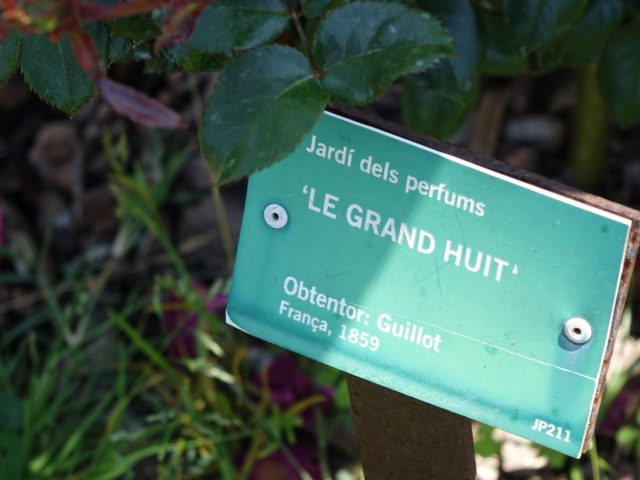 Jardí dels perfums
‘LE GRAND HUIT‘
Obtentor: Guillot
França, 1859
JP211